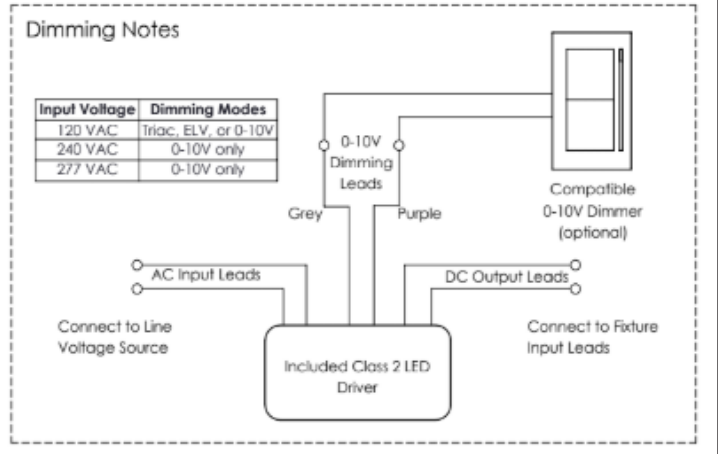 Dimming Notes
Input Voltage Dimming Modes
120 VAC Triac, ELV, or 0-10V
240 VAC 0-10V only
277 VAC 0-10V only
0-10V
Dimming
Leads
Grey
Purple
Compatible
0-10V Dimmer
(optional)
AC Input Leads
DC Output Leads
Connect to Line
Voltage Source
Connect to Fixture
Input Leads
Included Class 2 LED
Driver